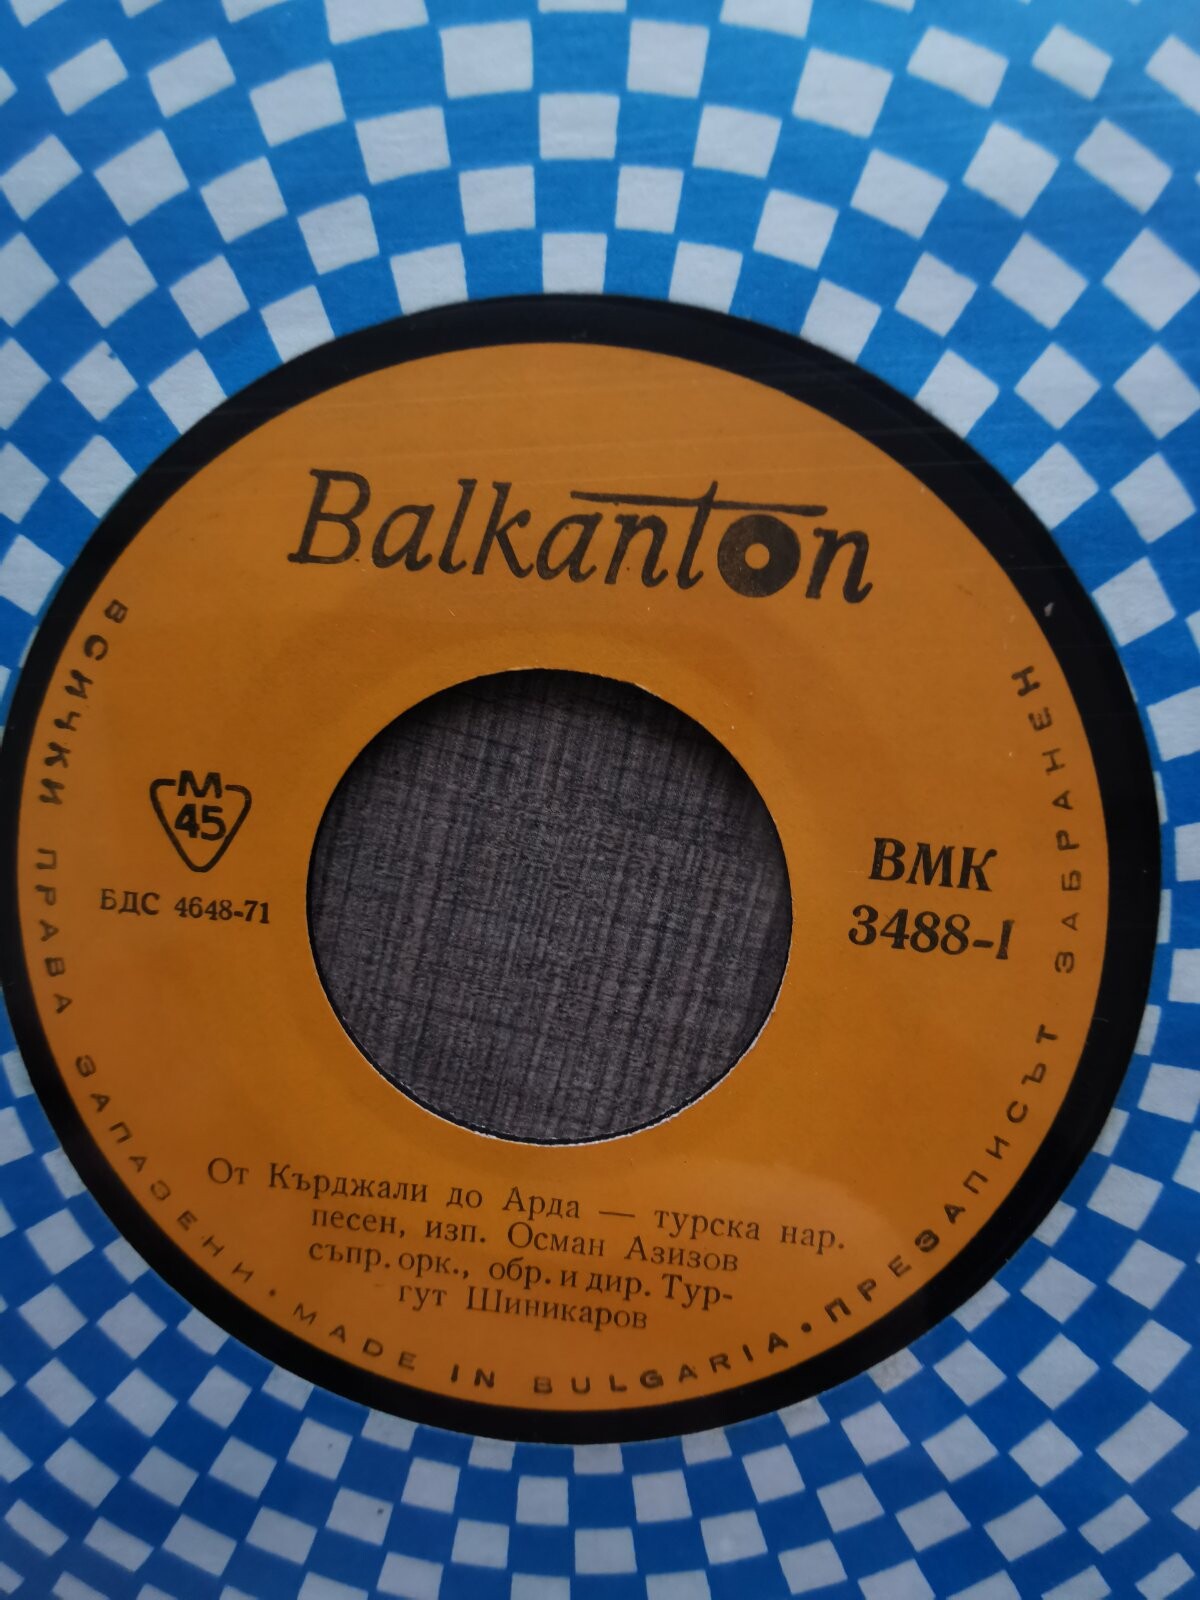 Balkanton
М
45
БДС 4648-71
ВМК
3488-I
От Кърджали до Арда — турска нар.
песен, изп. Осман Азизов
съпр. орк., обр. и дир. Тур-
гут Шиникаров
ВСИЧКИ ПРАВА ЗАПАЗЕНИ • MADE IN BULGARIA • ПРЕЗАПИСЪТ ЗАБРАНЕН